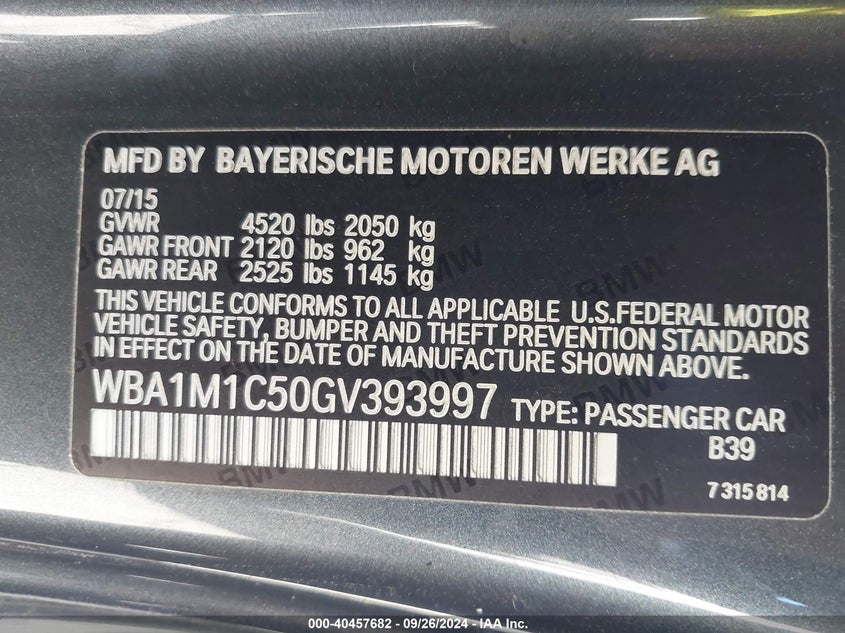 MFD BY BAYERISCHE MOTOREN WERKE AG
07/15
GVWR 4520 lbs 2050 kg
GAWR FRONT 2120 lbs 962 kg
GAWR REAR 2525 lbs 1145 kg
THIS VEHICLE CONFORMS TO ALL APPLICABLE U.S.FEDERAL MOTOR
VEHICLE SAFETY, BUMPER AND THEFT PREVENTION STANDARDS
IN EFFECT ON THE DATE OF MANUFACTURE SHOWN ABOVE.
WBA1M1C50GV393997 TYPE: PASSENGER CAR
B39
7 315 814
000-40457682 - 09/26/2024 - IAA Inc.